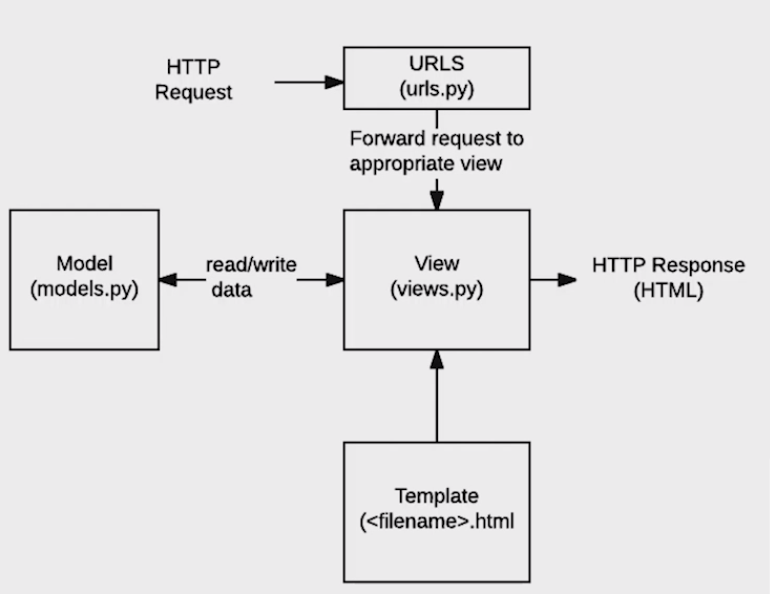 HTTP
Request
URLS
(urls.py)
Forward request to
appropriate view
Model
(models.py)
read/write
data
View
(views.py)
HTTP Response
(HTML)
Template
(<filename>.html